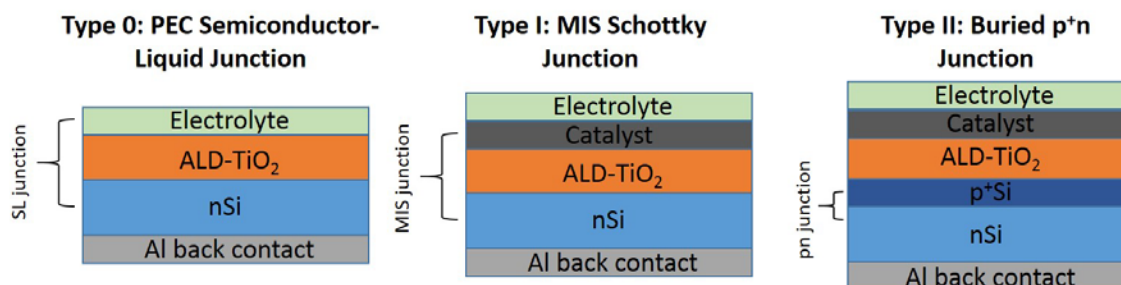 Type 0: PEC Semiconductor-
Liquid Junction
SL junction
Electrolyte
ALD-TiO₂
nSi
Al back contact
Type I: MIS Schottky
Junction
MIS junction
Electrolyte
Catalyst
ALD-TiO₂
nSi
Al back contact
Type II: Buried p⁺n
Junction
pn junction
Electrolyte
Catalyst
ALD-TiO₂
p⁺Si
nSi
Al back contact